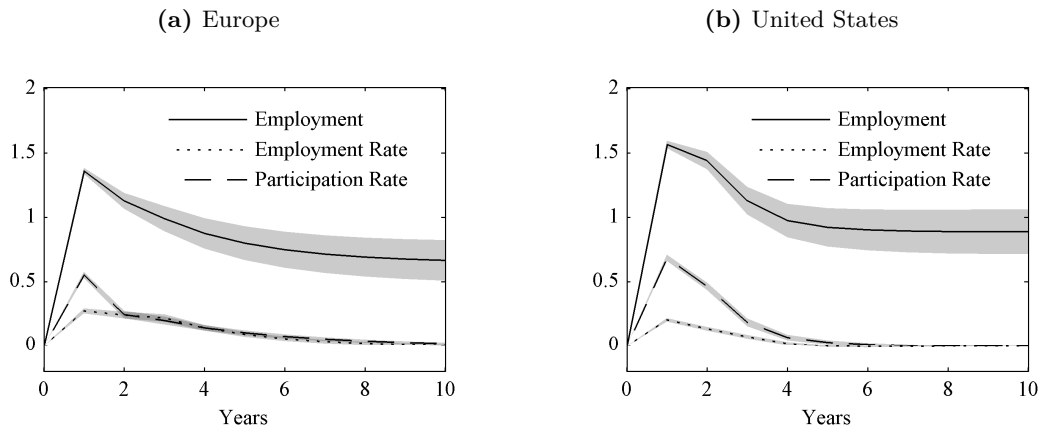 (a) Europe
2
1.5
1
0.5
0
0 2 4 6 8 10
Years
Employment
Employment Rate
Participation Rate
(b) United States
2
1.5
1
0.5
0
0 2 4 6 8 10
Years
Employment
Employment Rate
Participation Rate